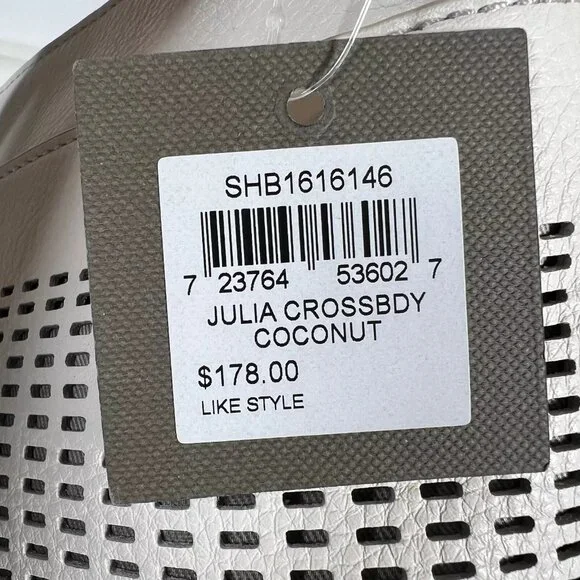 SHB1616146
7 23764 53602 7
JULIA CROSSBDY
COCONUT
$178.00
LIKE STYLE